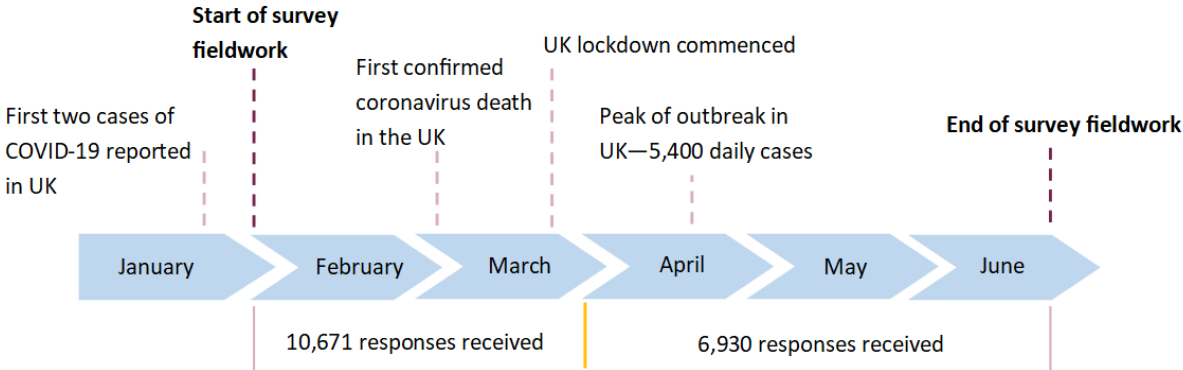 Start of survey
fieldwork
UK lockdown commenced
First confirmed
coronavirus death
in the UK
First two cases of
COVID-19 reported
in UK
Peak of outbreak in
UK—5,400 daily cases
End of survey fieldwork
January
February
March
April
May
June
10,671 responses received
6,930 responses received